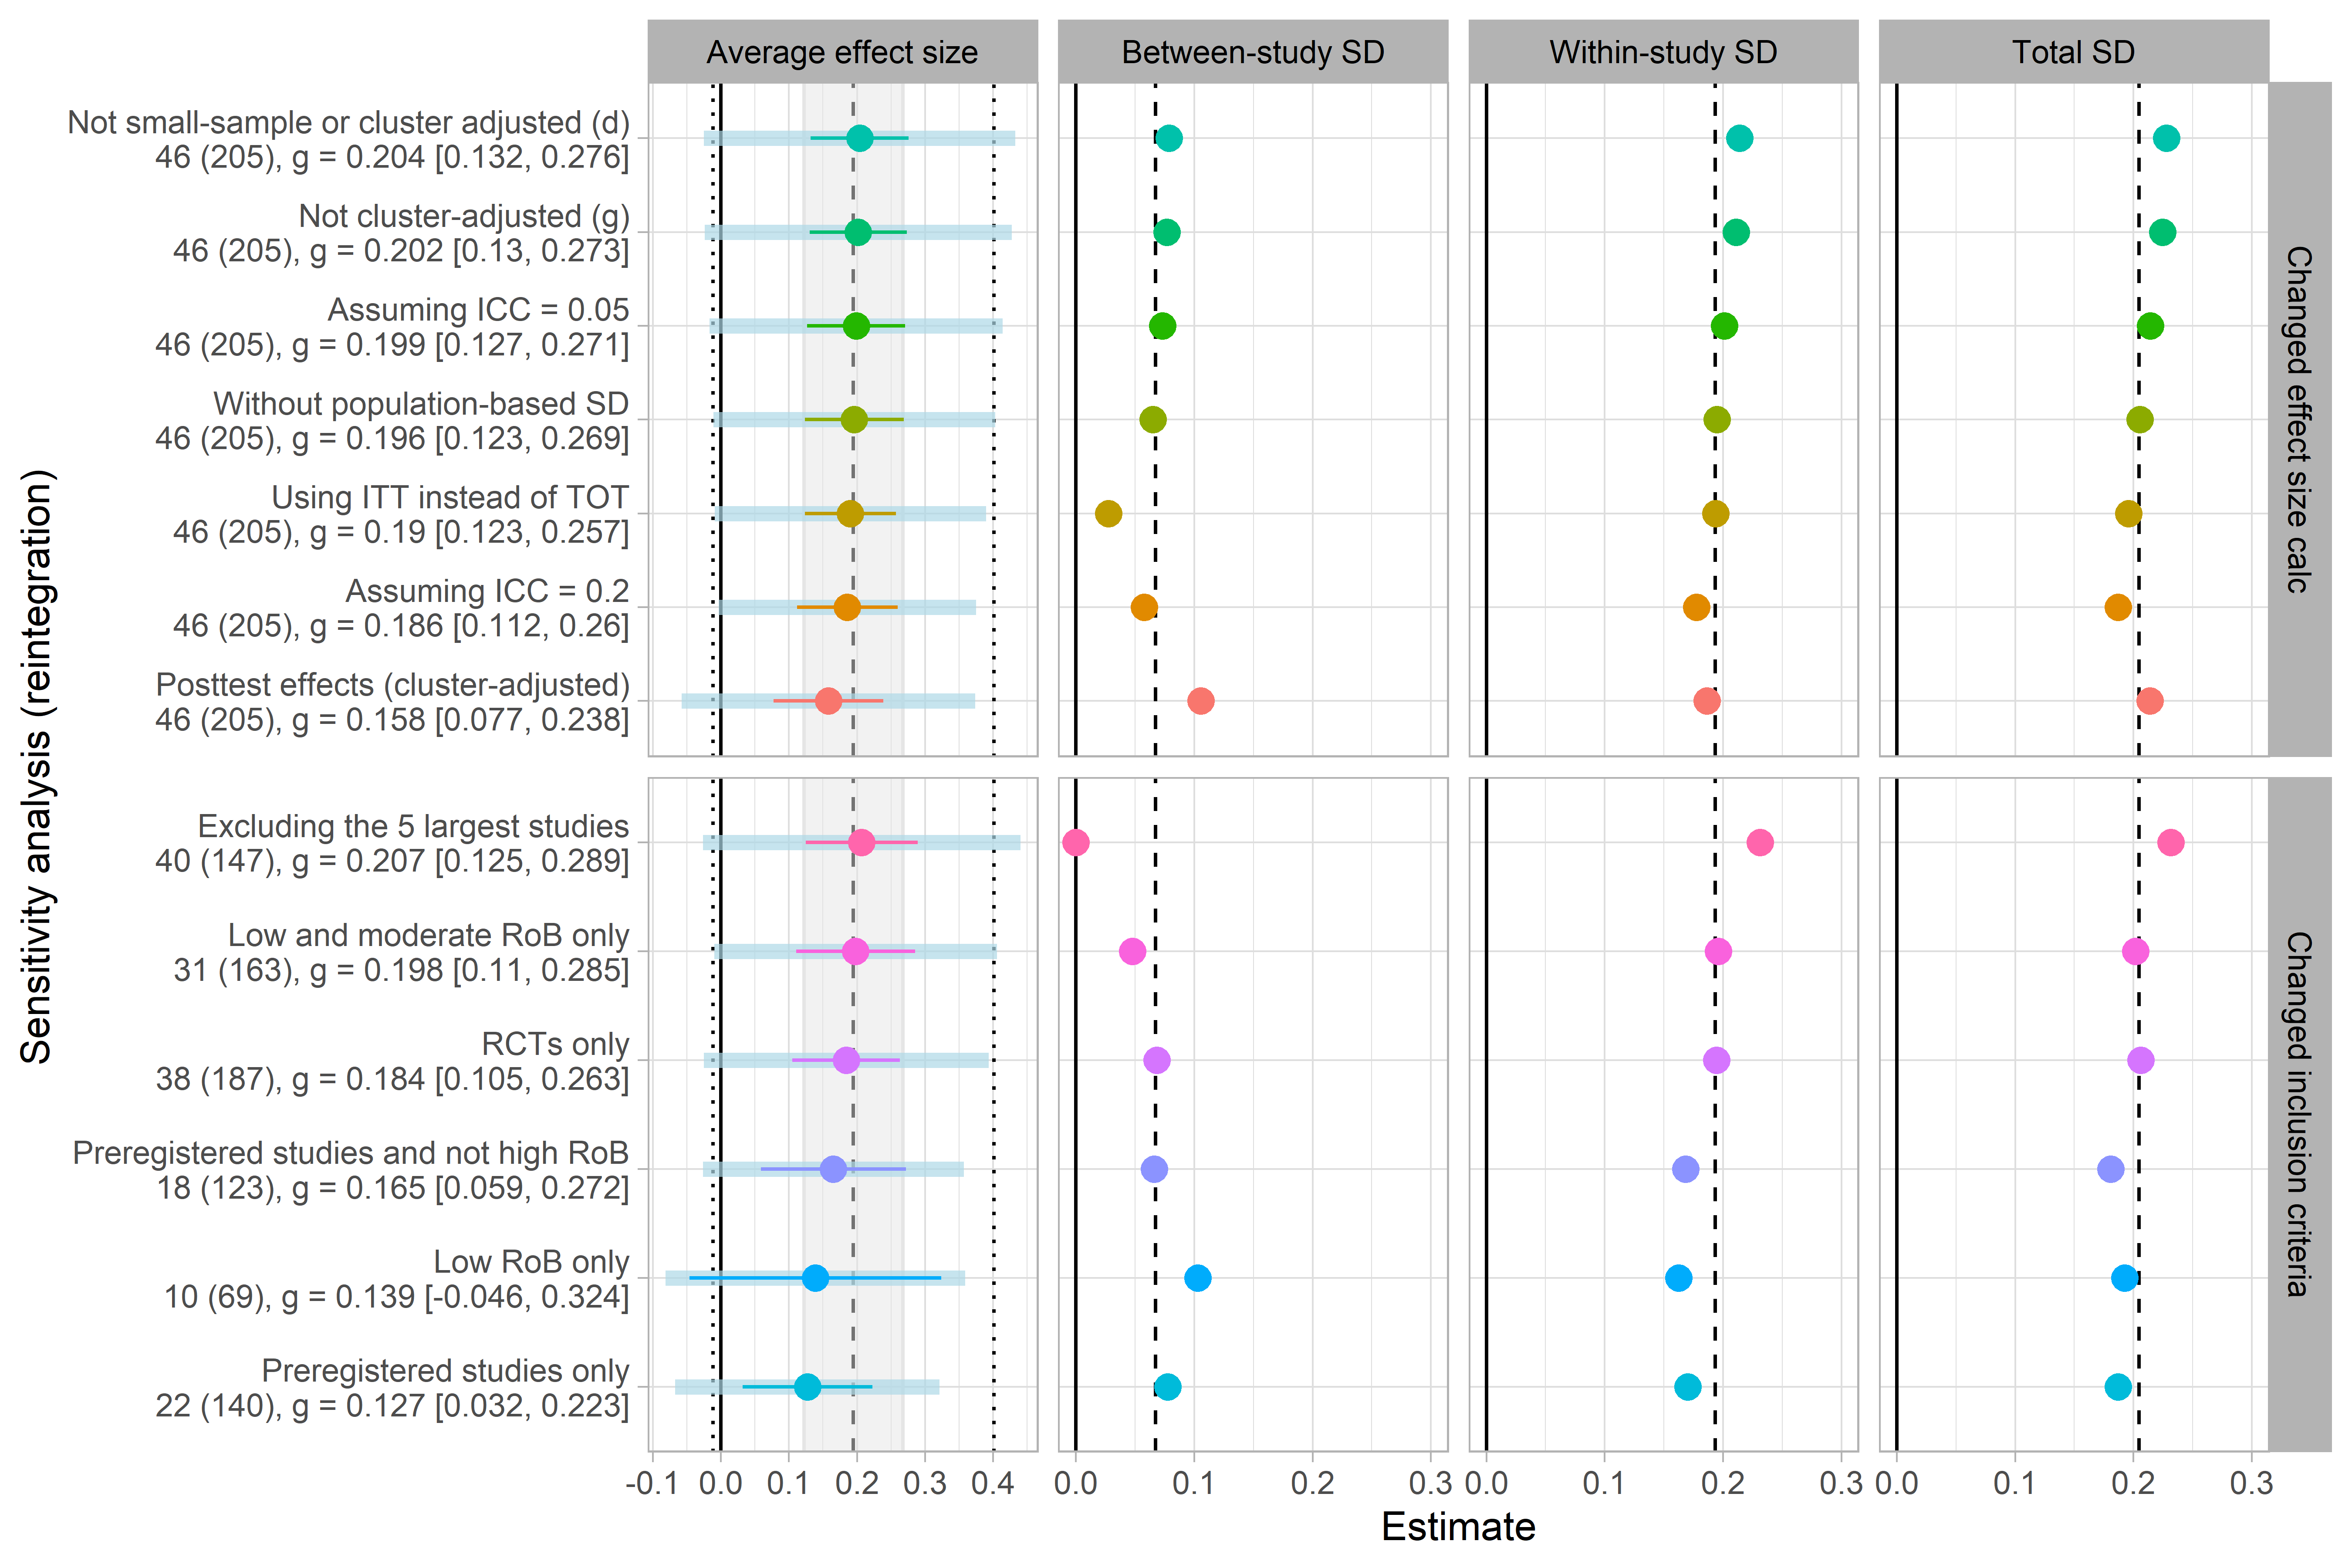 Average effect size
Between-study SD
Within-study SD
Total SD
Sensitivity analysis (reintegration)
Not small-sample or cluster adjusted (d)
46 (205), g = 0.204 [0.132, 0.276]
Not cluster-adjusted (g)
46 (205), g = 0.202 [0.13, 0.273]
Assuming ICC = 0.05
46 (205), g = 0.199 [0.127, 0.271]
Without population-based SD
46 (205), g = 0.196 [0.123, 0.269]
Using ITT instead of TOT
46 (205), g = 0.19 [0.123, 0.257]
Assuming ICC = 0.2
46 (205), g = 0.186 [0.112, 0.26]
Posttest effects (cluster-adjusted)
46 (205), g = 0.158 [0.077, 0.238]
Changed effect size calc
Excluding the 5 largest studies
40 (147), g = 0.207 [0.125, 0.289]
Low and moderate RoB only
31 (163), g = 0.198 [0.11, 0.285]
RCTs only
38 (187), g = 0.184 [0.105, 0.263]
Preregistered studies and not high RoB
18 (123), g = 0.165 [0.059, 0.272]
Low RoB only
10 (69), g = 0.139 [-0.046, 0.324]
Preregistered studies only
22 (140), g = 0.127 [0.032, 0.223]
Changed inclusion criteria
-0.1 0.0 0.1 0.2 0.3 0.4
0.0 0.1 0.2 0.3
0.0 0.1 0.2 0.3
0.0 0.1 0.2 0.3
Estimate